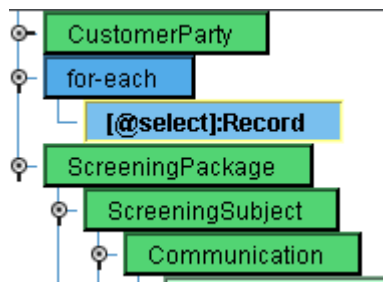 CustomerParty
for-each
[@select]:Record
ScreeningPackage
ScreeningSubject
Communication